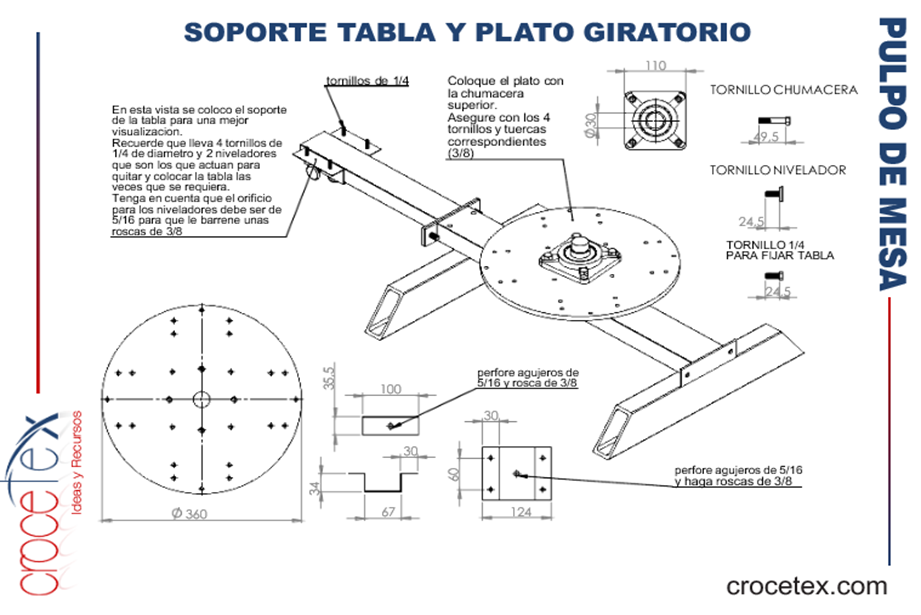 SOPORTE TABLA Y PLATO GIRATORIO
PULPO DE MESA
tornillos de 1/4
En esta vista se coloco el soporte
de la tabla para una mejor
visualizacion.
Recuerde que lleva 4 tornillos de
1/4 de diametro y 2 niveladores
que son los que actuan para
quitar y colocar la tabla las
veces que se requiera.
Tenga en cuenta que el orificio
para los niveladores debe ser de
5/16 para que le barrene unas
roscas de 3/8
Coloque el plato con
la chumacera
superior.
Asegure con los 4
tornillos y tuercas
correspondientes
(3/8)
110
Ø30
TORNILLO CHUMACERA
49,5
TORNILLO NIVELADOR
24,5
TORNILLO 1/4
PARA FIJAR TABLA
24,5
Ø 360
35,5
100
perfore agujeros de
5/16 y rosca de 3/8
30
34
67
30
60
124
perfore agujeros de 5/16
y haga roscas de 3/8
crocetex
Ideas y Recursos
crocetex.com